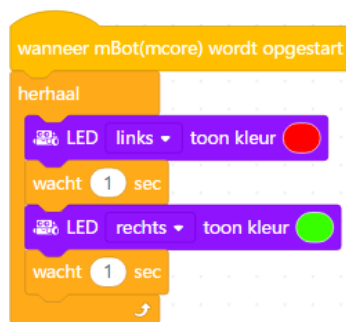 wanneer mBot(mcore) wordt opgestart
herhaal
LED links toon kleur
wacht 1 sec
LED rechts toon kleur
wacht 1 sec